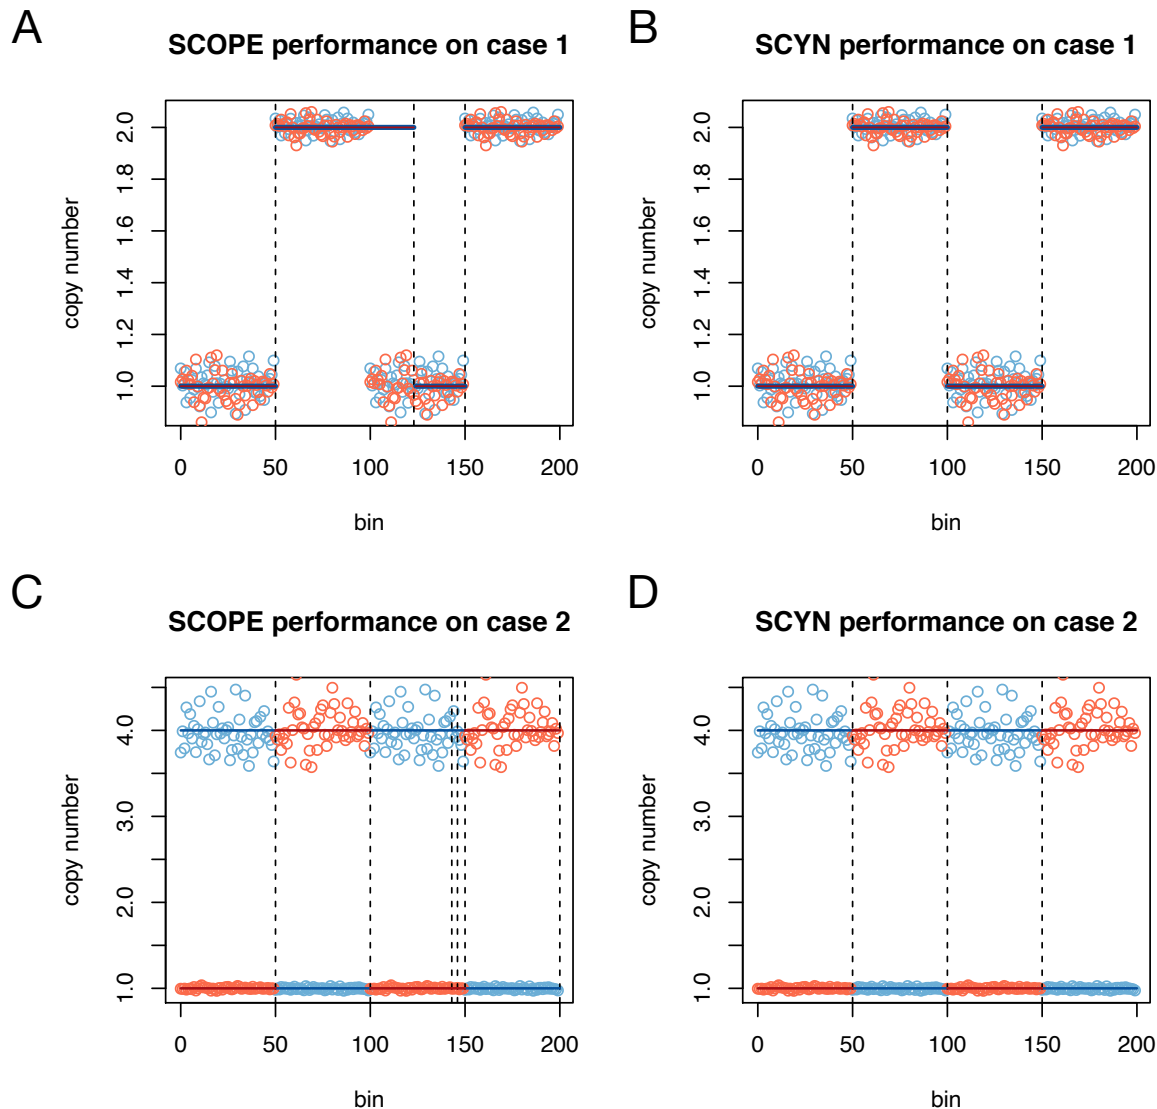 A
SCOPE performance on case 1
copy number
2.0
1.8
1.6
1.4
1.2
1.0
0 50 100 150 200
bin
B
SCYN performance on case 1
copy number
2.0
1.8
1.6
1.4
1.2
1.0
0 50 100 150 200
bin
C
SCOPE performance on case 2
copy number
4.0
3.0
2.0
1.0
0 50 100 150 200
bin
D
SCYN performance on case 2
copy number
4.0
3.0
2.0
1.0
0 50 100 150 200
bin